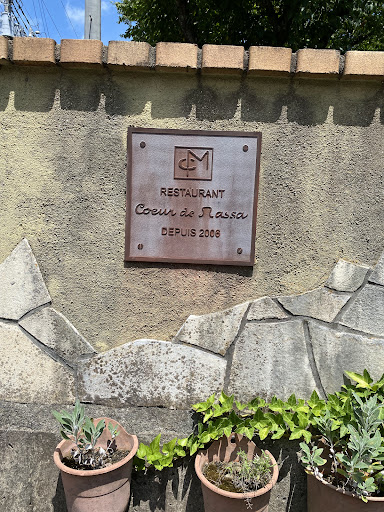 CM
RESTAURANT
Coeur de Massa
DEPUIS 2006